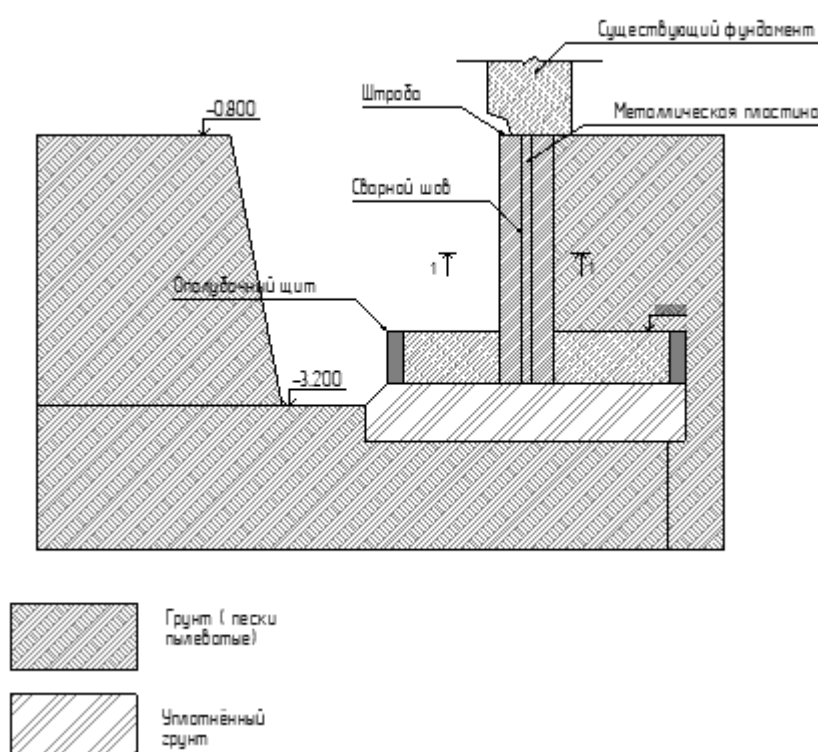 Существующий фундамент
Штраба
Металлическая пластина
-0.800
Сварной шов
1
1
Опалубочный щит
-3.200
Грунт ( пески
пылеватые)
Уплотнённый
грунт